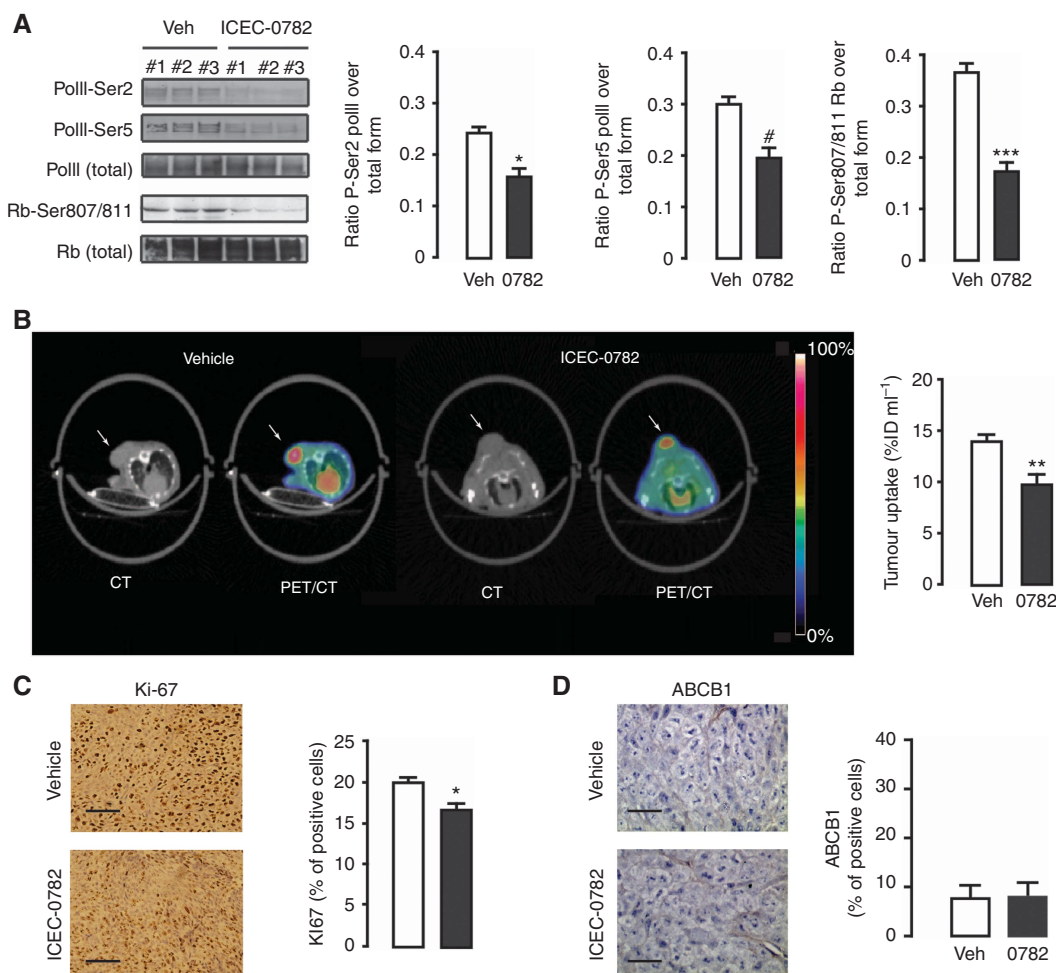 A
Veh ICEC-0782
#1 #2 #3 #1 #2 #3
PolII-Ser2
PolII-Ser5
PolII (total)
Rb-Ser807/811
Rb (total)
Ratio P-Ser2 polII over
total form
0.4
0.3
0.2
0.1
0
*
Veh 0782
Ratio P-Ser5 polII over
total form
0.4
0.3
0.2
0.1
0
#
Veh 0782
Ratio P-Ser807/811 Rb over
total form
0.4
0.3
0.2
0.1
0
***
Veh 0782
B
Vehicle
ICEC-0782
CT
PET/CT
CT
PET/CT
100%
0%
Tumour uptake (%ID ml⁻¹)
20
15
10
5
0
**
Veh 0782
C
Ki-67
Vehicle
ICEC-0782
KI67 (% of positive cells)
25
20
15
10
5
0
*
Veh 0782
D
ABCB1
Vehicle
ICEC-0782
ABCB1
(% of positive cells)
40
30
20
10
0
Veh 0782